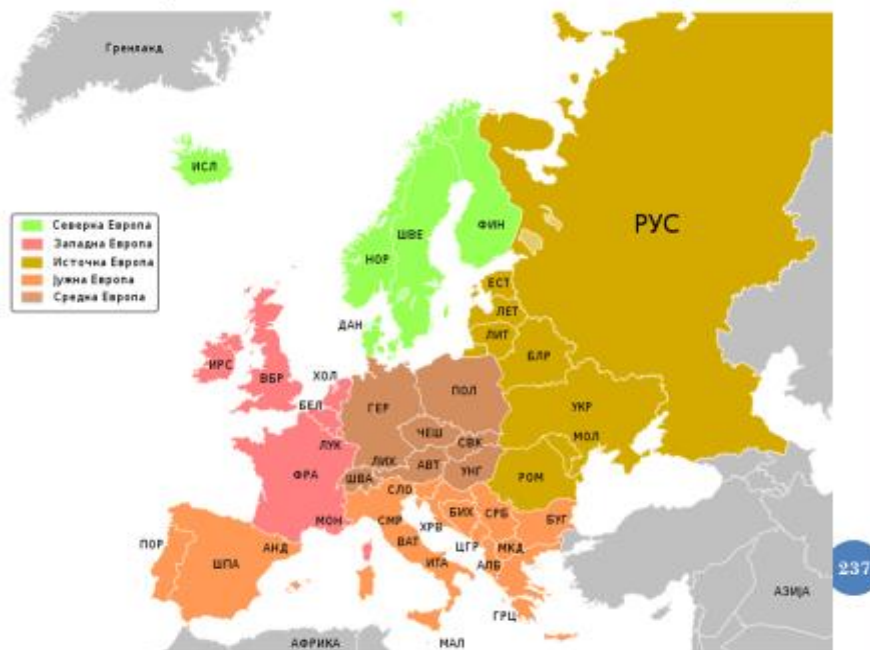 Гренланд
ИСЛ
Северна Европа
Западна Европа
Источна Европа
Јужна Европа
Средна Европа
РУС
ФИН
ШВЕ
НОР
ЕСТ
ЛЕТ
ДАН
ЛИТ
БЛР
ИРС
ВБР
ХОЛ
ПОЛ
БЕЛ
ГЕР
УКР
ЧЕШ
МОЛ
ЛУК
СВК
ЛИХ
АВТ
УНГ
ФРА
ШВА
РОМ
СЛО
МОН
СМР
ХРВ
БИХ
СРБ
БУГ
ПОР
АНД
ВАТ
ЦГР
МКД
ШПА
ИТА
АЛБ
237
АЗИЈА
ГРЦ
АФРИКА
МАЛ